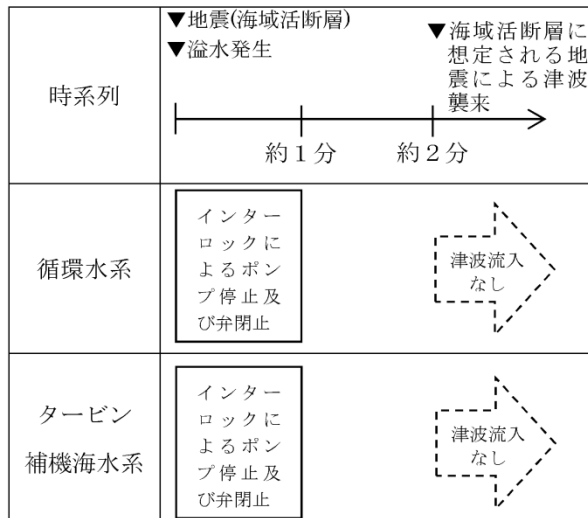 時系列
▼地震(海域活断層)
▼溢水発生
▼海域活断層に
想定される地
震による津波
襲来
約1分
約2分
循環水系
インター
ロックに
よるポン
プ停止及
び弁閉止
津波流入
なし
タービン
補機海水系
インター
ロックに
よるポン
プ停止及
び弁閉止
津波流入
なし